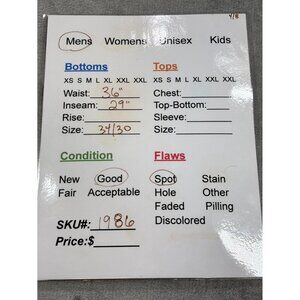 4/8
Mens Womens Unisex Kids
Bottoms Tops
XS S M L XL XXL XXL XS S M L XL XXL XXL
Waist: 36" Chest:
Inseam: 29" Top-Bottom:
Rise: Sleeve:
Size: 34/30 Size:
Condition Flaws
New Good Spot Stain
Fair Acceptable Hole Other
Faded Pilling
SKU#: 1986 Discolored
Price:$